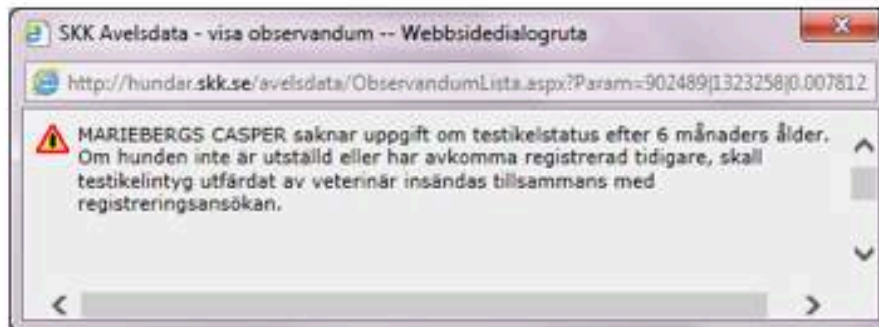 SKK Avelsdata - visa observandum -- Webbsidedialogruta
http://hundar.skk.se/avelsdata/ObservandumLista.aspx?Param=902489|1323258|0.007812
MARIEBERGS CASPER saknar uppgift om testikelstatus efter 6 månaders ålder.
Om hunden inte är utställd eller har avkomma registrerad tidigare, skall
testikelintyg utfärdat av veterinär insändas tillsammans med
registreringsansökan.